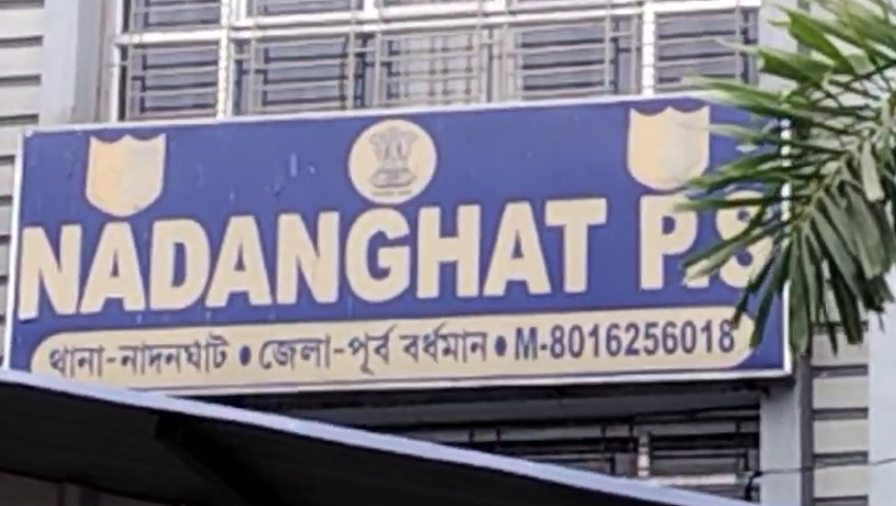 NADANGHAT P.S
থানা-নাদনঘাট • জেলা-পূর্ব বর্ধমান • M-8016256018